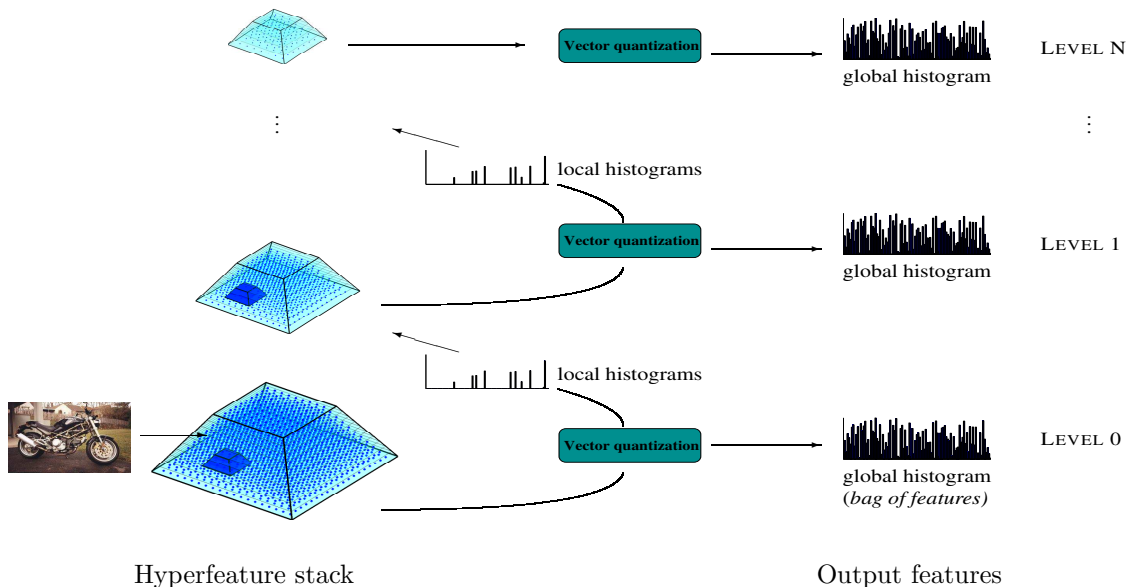 Vector quantization
global histogram
LEVEL N
⋮
⋮
local histograms
Vector quantization
global histogram
LEVEL 1
local histograms
Vector quantization
global histogram
(bag of features)
LEVEL 0
Hyperfeature stack
Output features